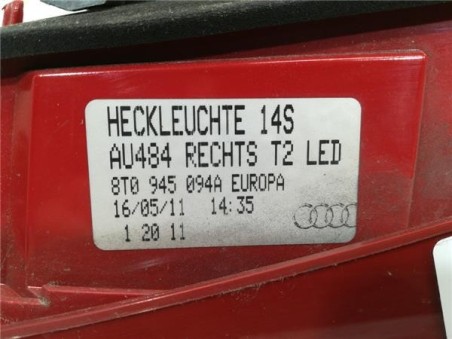 HECKLEUCHTE 14S
AU484 RECHTS T2 LED
8T0 945 094A EUROPA
16/05/11 14:35
1 20 11